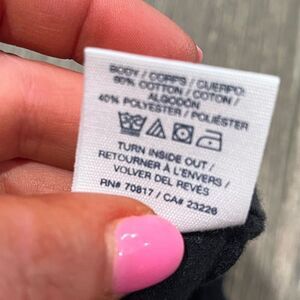 BODY / CORPS / CUERPO:
60% COTTON / COTON /
ALGODÓN
40% POLYESTER / POLIÉSTER
TURN INSIDE OUT /
RETOURNER À L'ENVERS /
VOLVER DEL REVÉS
RN# 70817 / CA# 23226